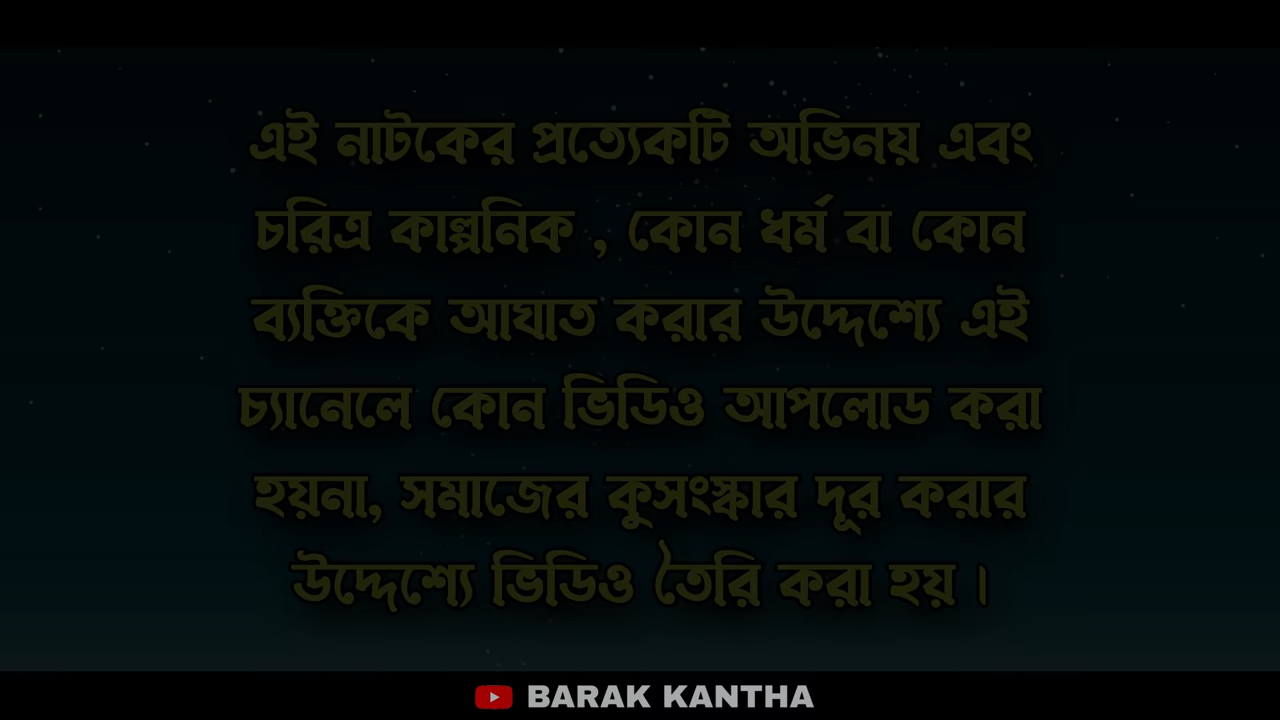 এই নাটকের প্রত্যেকটি অভিনয় এবং
চরিত্র কাল্পনিক , কোন ধর্ম বা কোন
ব্যক্তিকে আঘাত করার উদ্দেশ্যে এই
চ্যানেলে কোন ভিডিও আপলোড করা
হয়না, সমাজের কুসংস্কার দূর করার
উদ্দেশ্যে ভিডিও তৈরি করা হয় ।
BARAK KANTHA